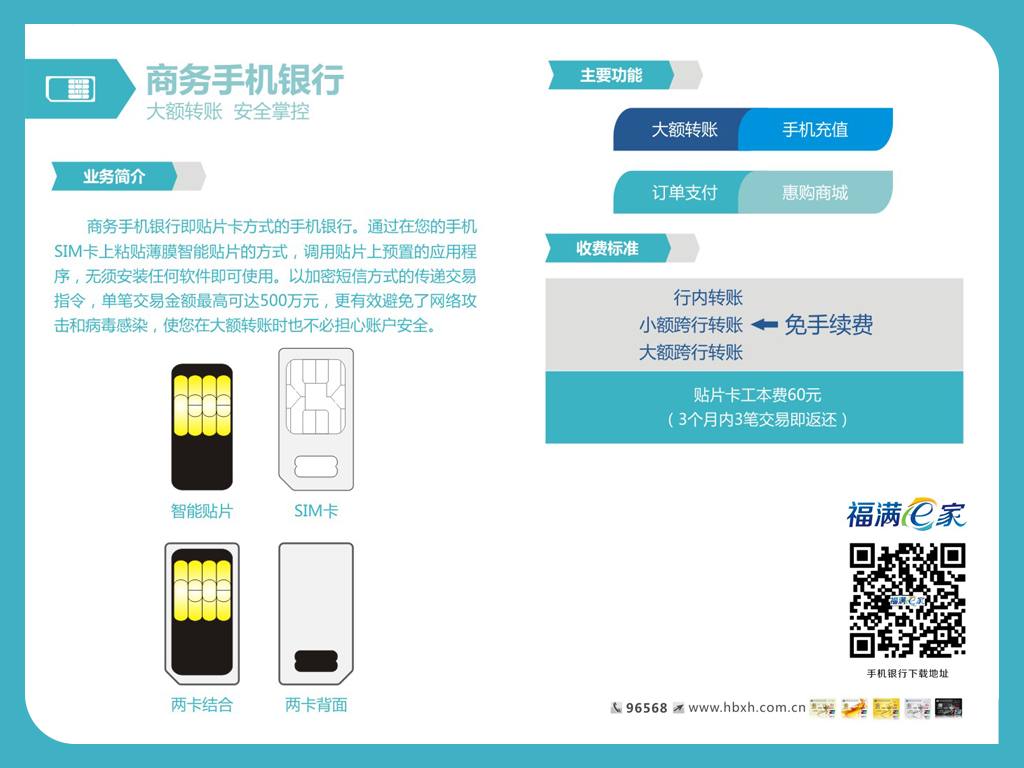 商务手机银行
大额转账 安全掌控
业务简介
商务手机银行即贴片卡方式的手机银行。通过在您的手机
SIM卡上粘贴薄膜智能贴片的方式，调用贴片上预置的应用程
序，无须安装任何软件即可使用。以加密短信方式的传递交易
指令，单笔交易金额最高可达500万元，更有效避免了网络攻
击和病毒感染，使您在大额转账时也不必担心账户安全。
智能贴片
SIM卡
两卡结合
两卡背面
主要功能
大额转账
手机充值
订单支付
惠购商城
收费标准
行内转账
小额跨行转账
免手续费
大额跨行转账
贴片卡工本费60元
（3个月内3笔交易即返还）
福满e家
福满e家
手机银行下载地址
96568 www.hbxh.com.cn